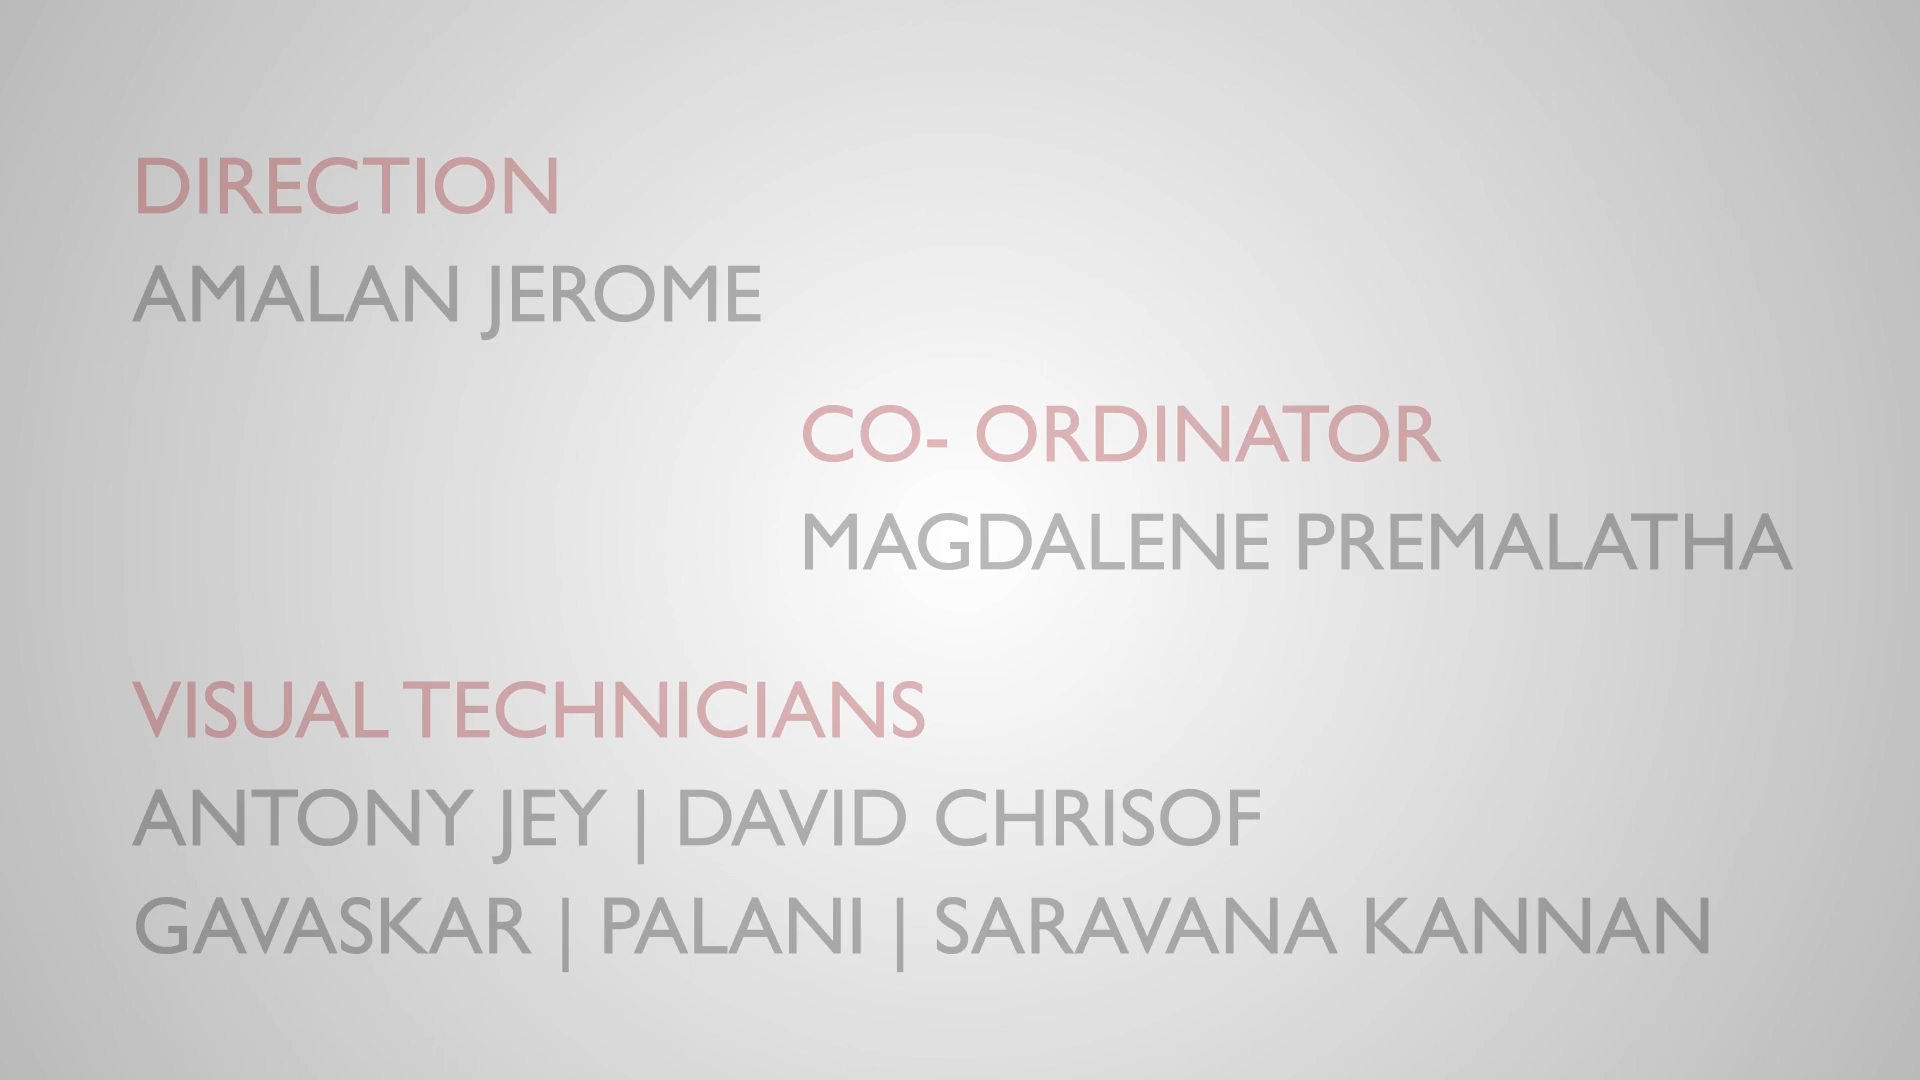 DIRECTION
AMALAN JEROME
CO- ORDINATOR
MAGDALENE PREMALATHA
VISUAL TECHNICIANS
ANTONY JEY | DAVID CHRISOF
GAVASKAR | PALANI | SARAVANA KANNAN